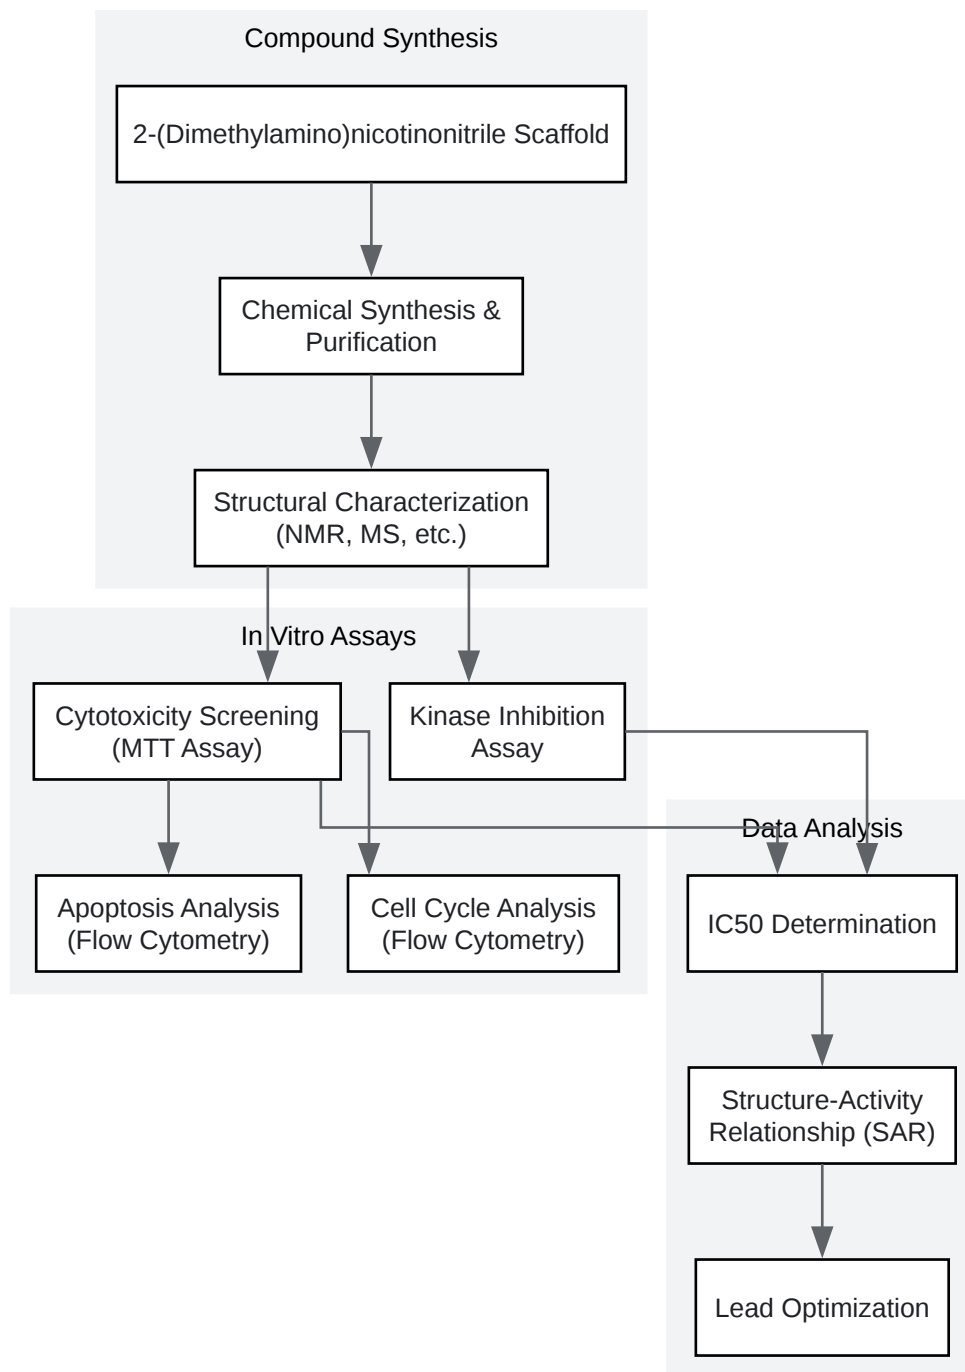 Compound Synthesis
2-(Dimethylamino)nicotinonitrile Scaffold
Chemical Synthesis &
Purification
Structural Characterization
(NMR, MS, etc.)
In Vitro Assays
Cytotoxicity Screening
(MTT Assay)
Kinase Inhibition
Assay
Apoptosis Analysis
(Flow Cytometry)
Cell Cycle Analysis
(Flow Cytometry)
Data Analysis
IC50 Determination
Structure-Activity
Relationship (SAR)
Lead Optimization